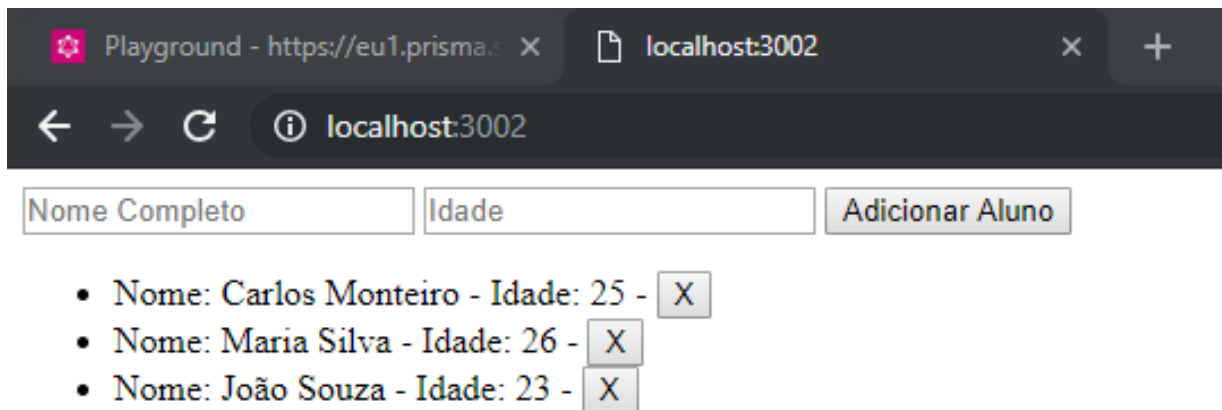 Playground - https://eu1.prisma.s
localhost:3002
localhost:3002
Nome Completo Idade Adicionar Aluno
• Nome: Carlos Monteiro - Idade: 25 - X
• Nome: Maria Silva - Idade: 26 - X
• Nome: João Souza - Idade: 23 - X